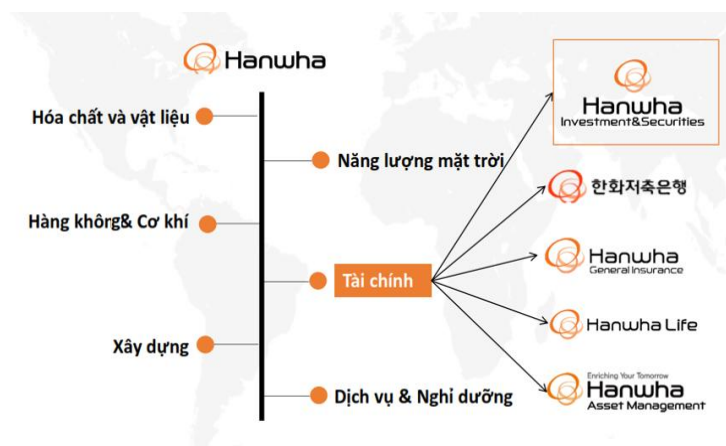 Hanwha
Hóa chất và vật liệu
Năng lượng mặt trời
Hàng không& Cơ khí
Tài chính
Xây dựng
Dịch vụ & Nghỉ dưỡng
Hanwha
Investment&Securities
한화저축은행
Hanwha
General Insurance
Hanwha Life
Enriching Your Tomorrow
Hanwha
Asset Management